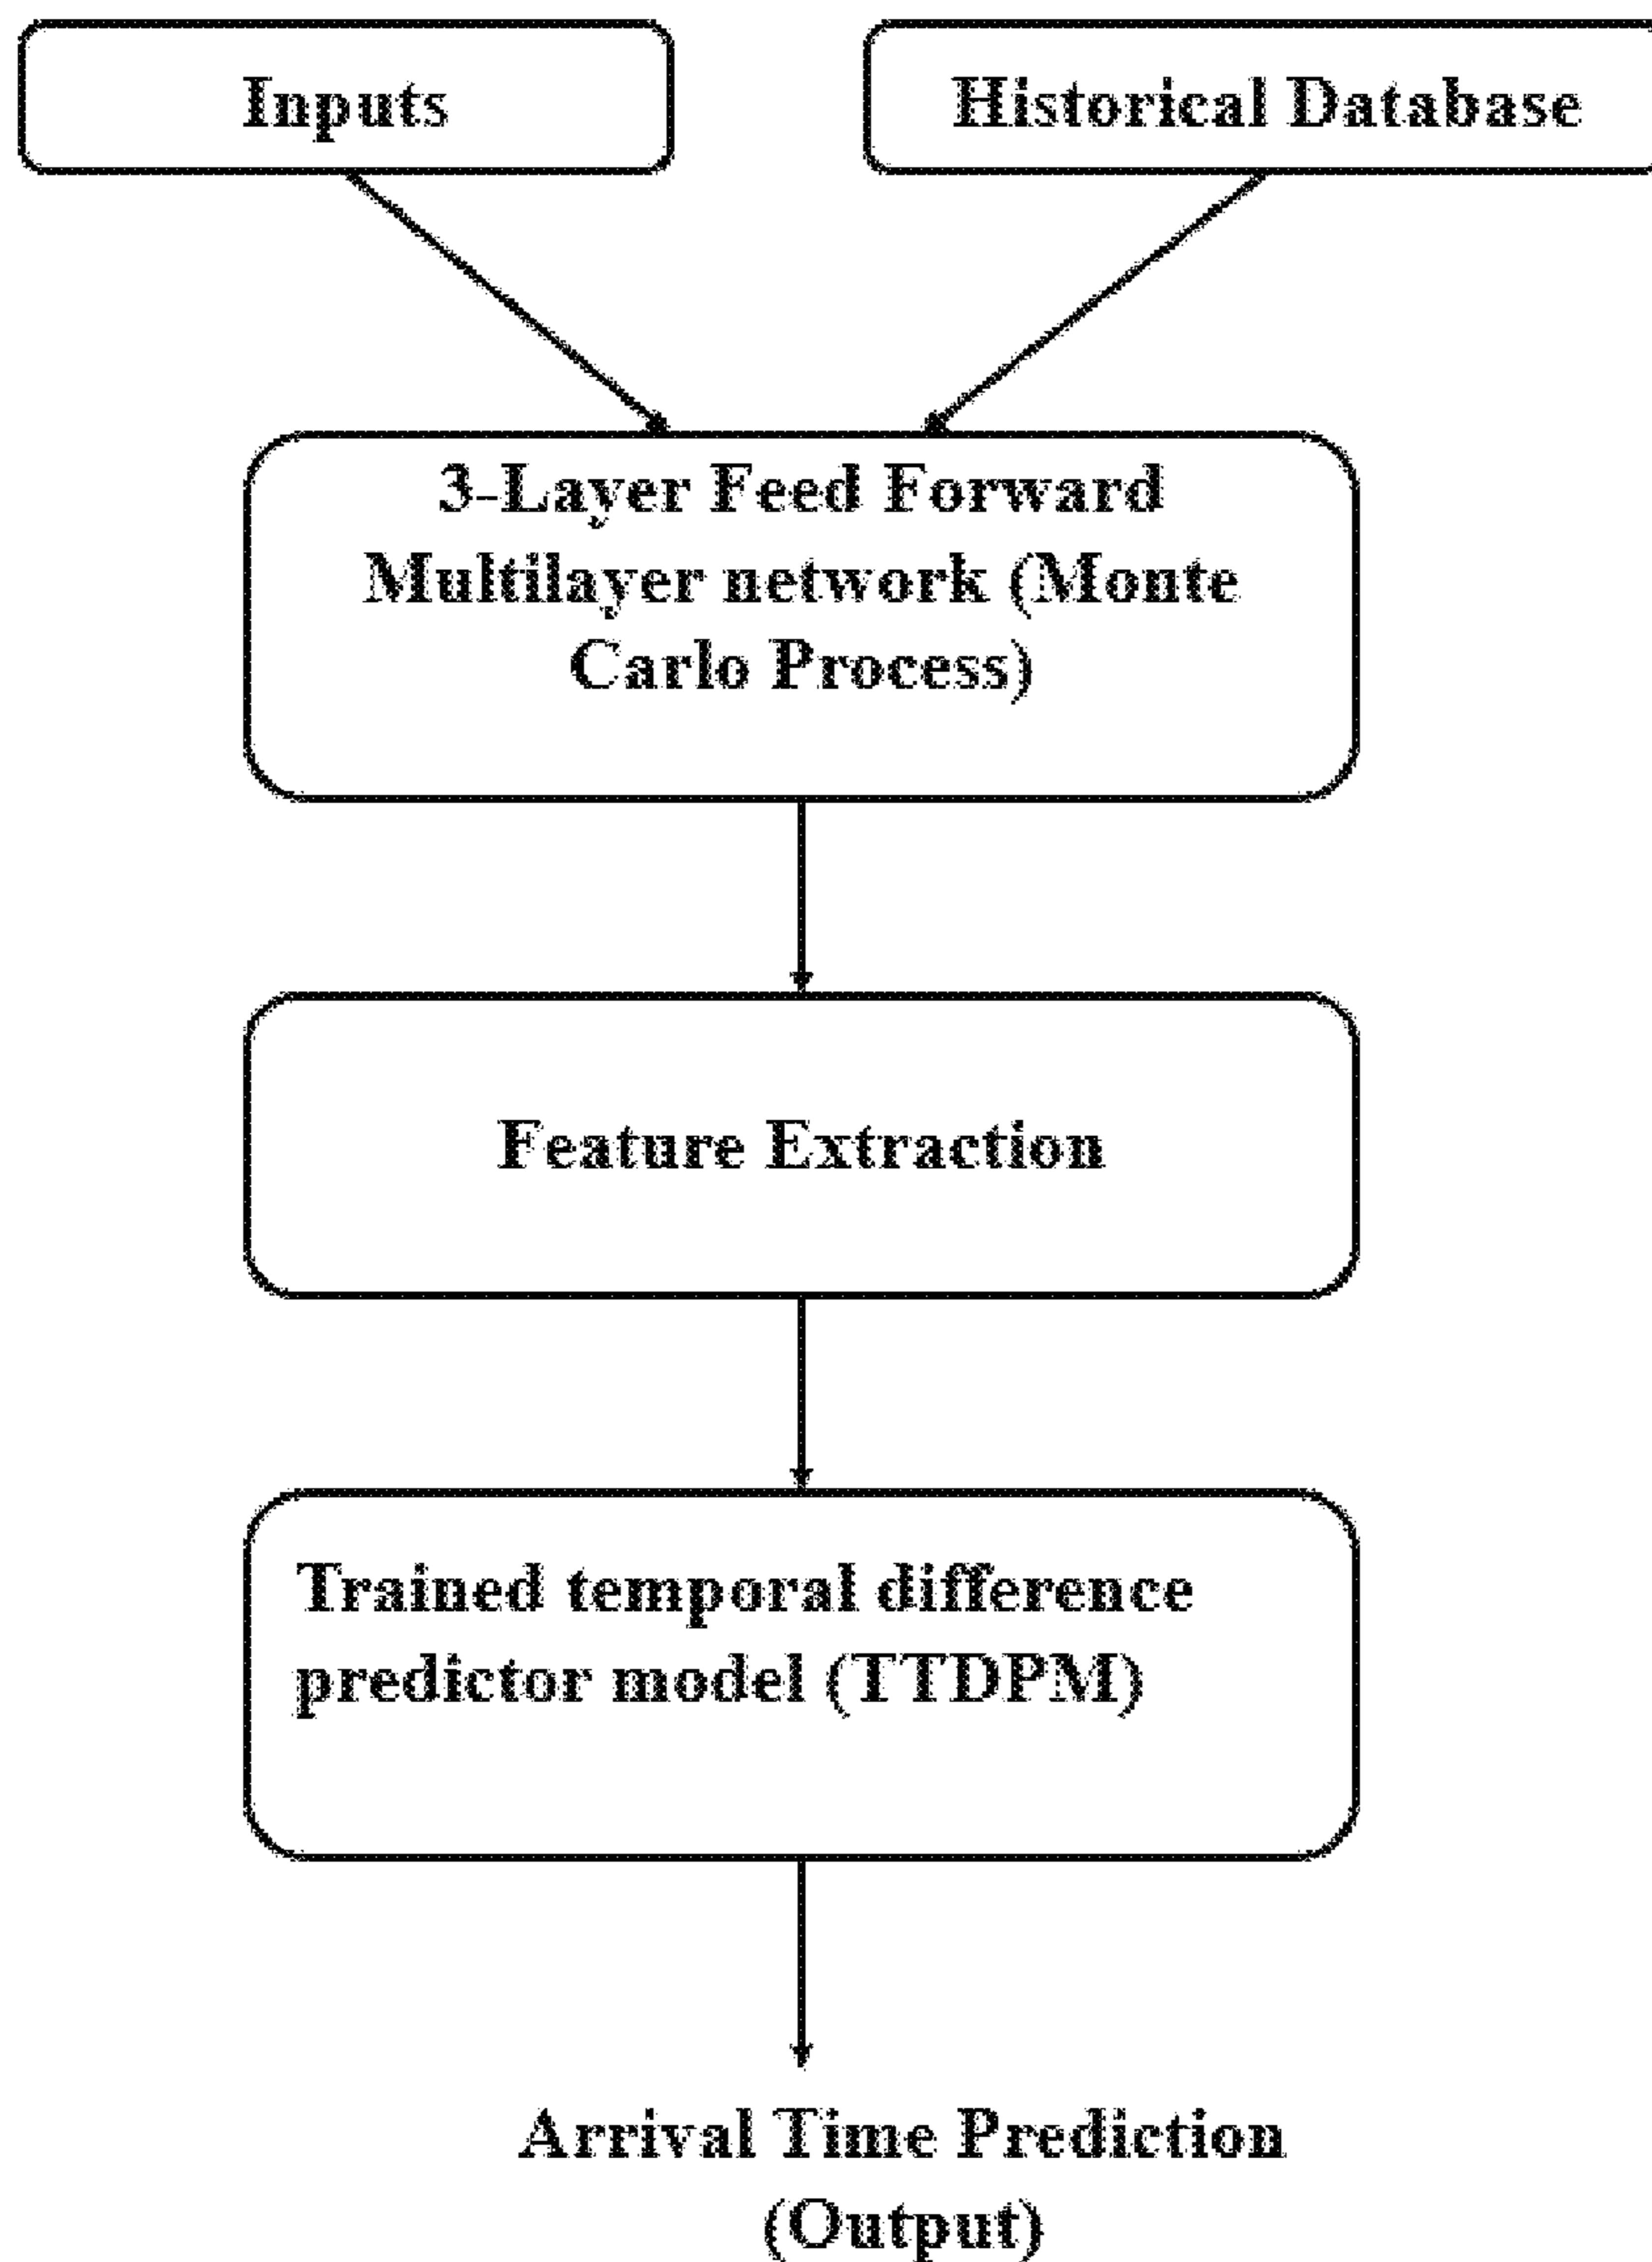 Inputs
Historical Database
3-Layer Feed Forward
Multilayer network (Monte
Carlo Process)
Feature Extraction
Trained temporal difference
predictor model (TTDPM)
Arrival Time Prediction
(Output)